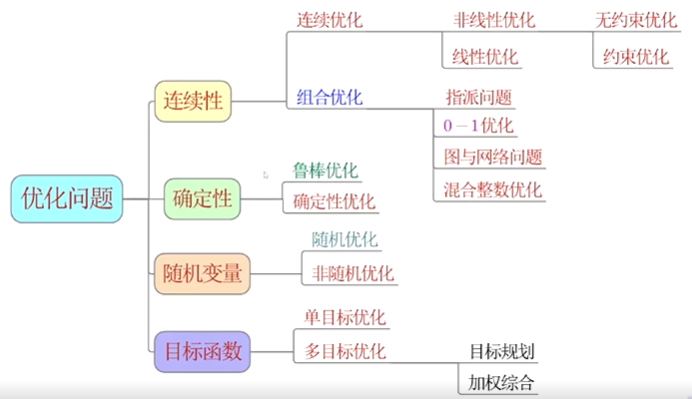 优化问题
连续性
连续优化
非线性优化
无约束优化
约束优化
线性优化
组合优化
指派问题
0－1优化
图与网络问题
混合整数优化
确定性
鲁棒优化
确定性优化
随机变量
随机优化
非随机优化
目标函数
单目标优化
多目标优化
目标规划
加权综合